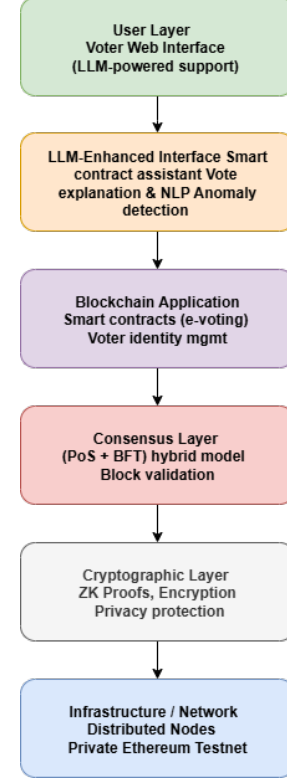 User Layer
Voter Web Interface
(LLM-powered support)
LLM-Enhanced Interface Smart
contract assistant Vote
explanation & NLP Anomaly
detection
Blockchain Application
Smart contracts (e-voting)
Voter identity mgmt
Consensus Layer
(PoS + BFT) hybrid model
Block validation
Cryptographic Layer
ZK Proofs, Encryption
Privacy protection
Infrastructure / Network
Distributed Nodes
Private Ethereum Testnet